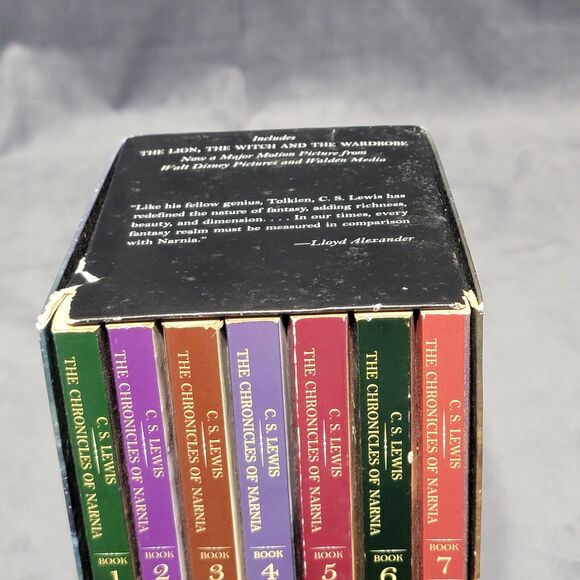 Includes
THE LION, THE WITCH AND THE WARDROBE
Now a Major Motion Picture from
Walt Disney Pictures and Walden Media
"Like his fellow genius, Tolkien, C. S. Lewis has
redefined the nature of fantasy, adding richness,
beauty, and dimension. . . . In our times, every
fantasy realm must be measured in comparison
with Narnia."
—Lloyd Alexander
C. S. LEWIS
THE CHRONICLES OF NARNIA
BOOK
1
C. S. LEWIS
THE CHRONICLES OF NARNIA
BOOK
2
C. S. LEWIS
THE CHRONICLES OF NARNIA
BOOK
3
C. S. LEWIS
THE CHRONICLES OF NARNIA
BOOK
4
C. S. LEWIS
THE CHRONICLES OF NARNIA
BOOK
5
C. S. LEWIS
THE CHRONICLES OF NARNIA
BOOK
6
C. S. LEWIS
THE CHRONICLES OF NARNIA
BOOK
7